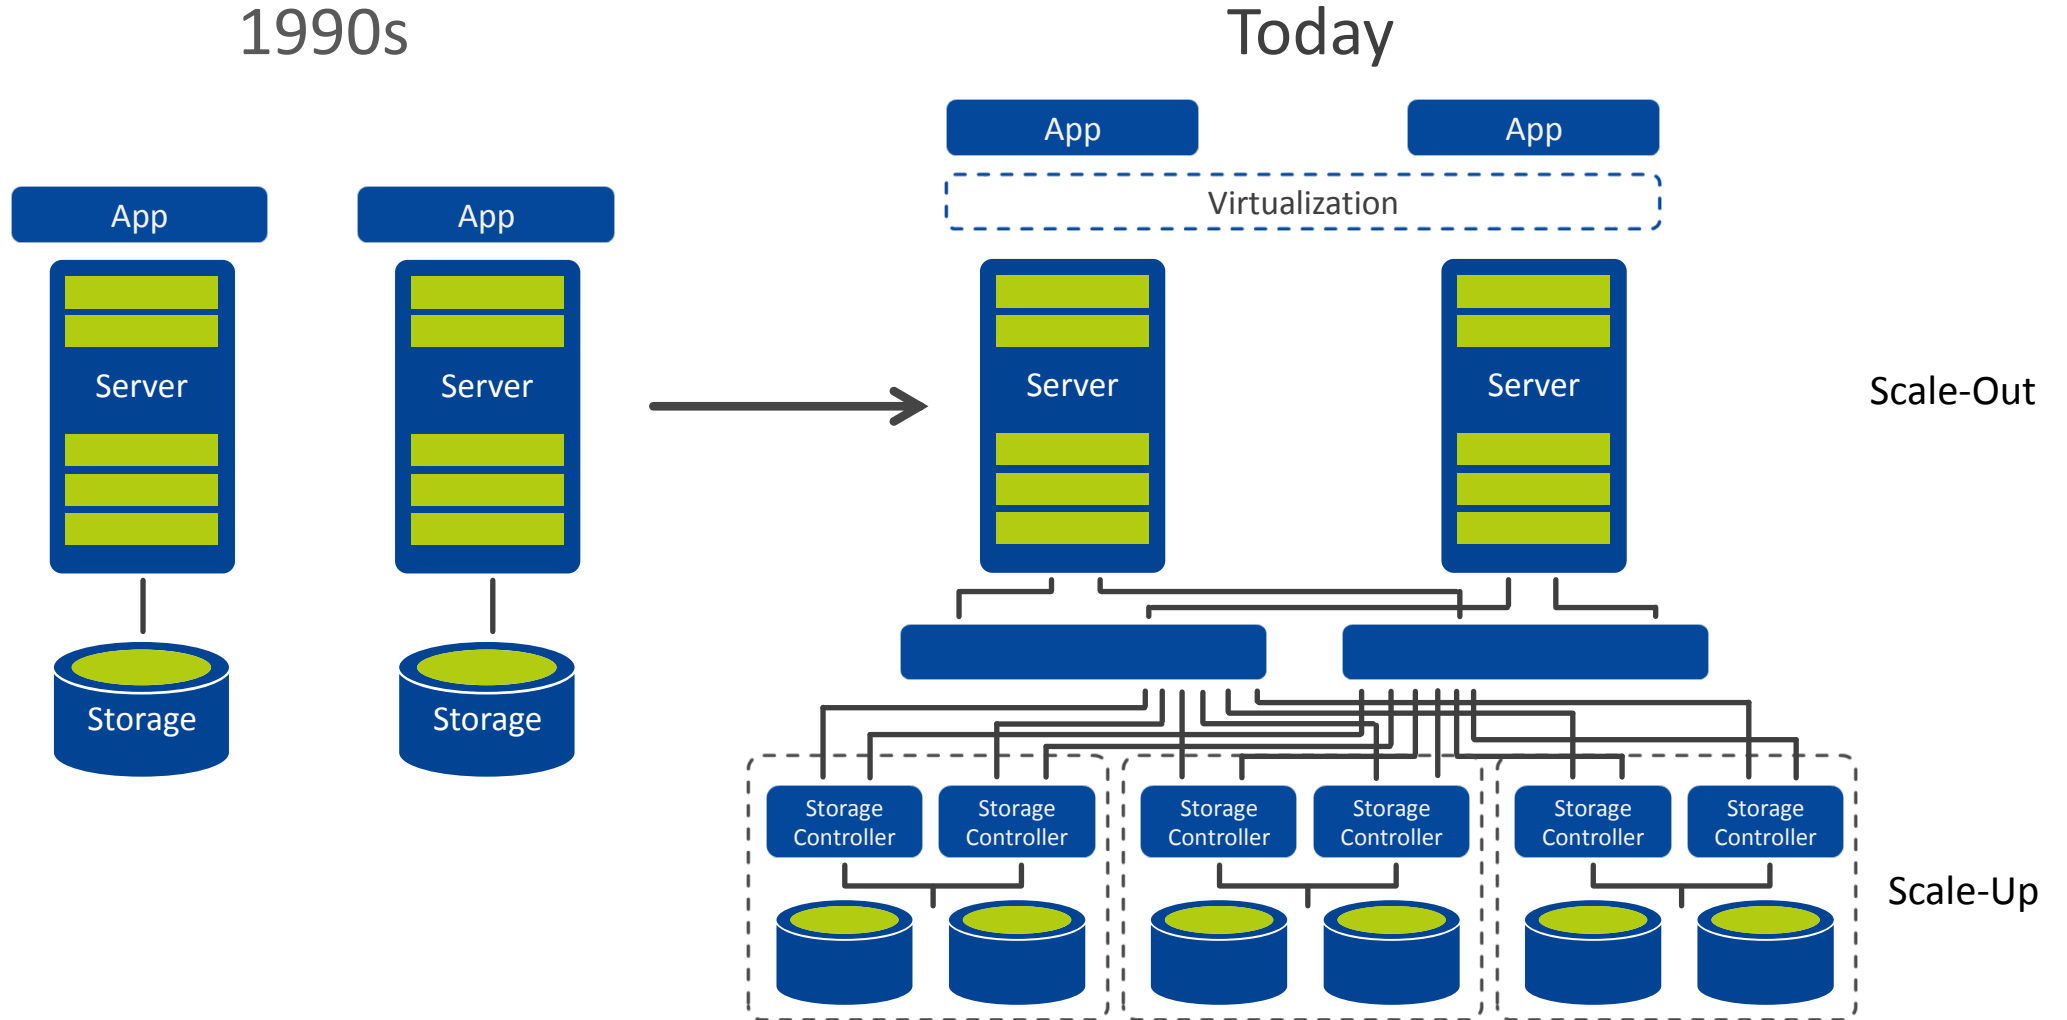 1990s
Today
App
App
Virtualization
App
App
Server
Server
Server
Server
Scale-Out
Storage
Storage
Storage
Controller
Storage
Controller
Storage
Controller
Storage
Controller
Storage
Controller
Storage
Controller
Scale-Up